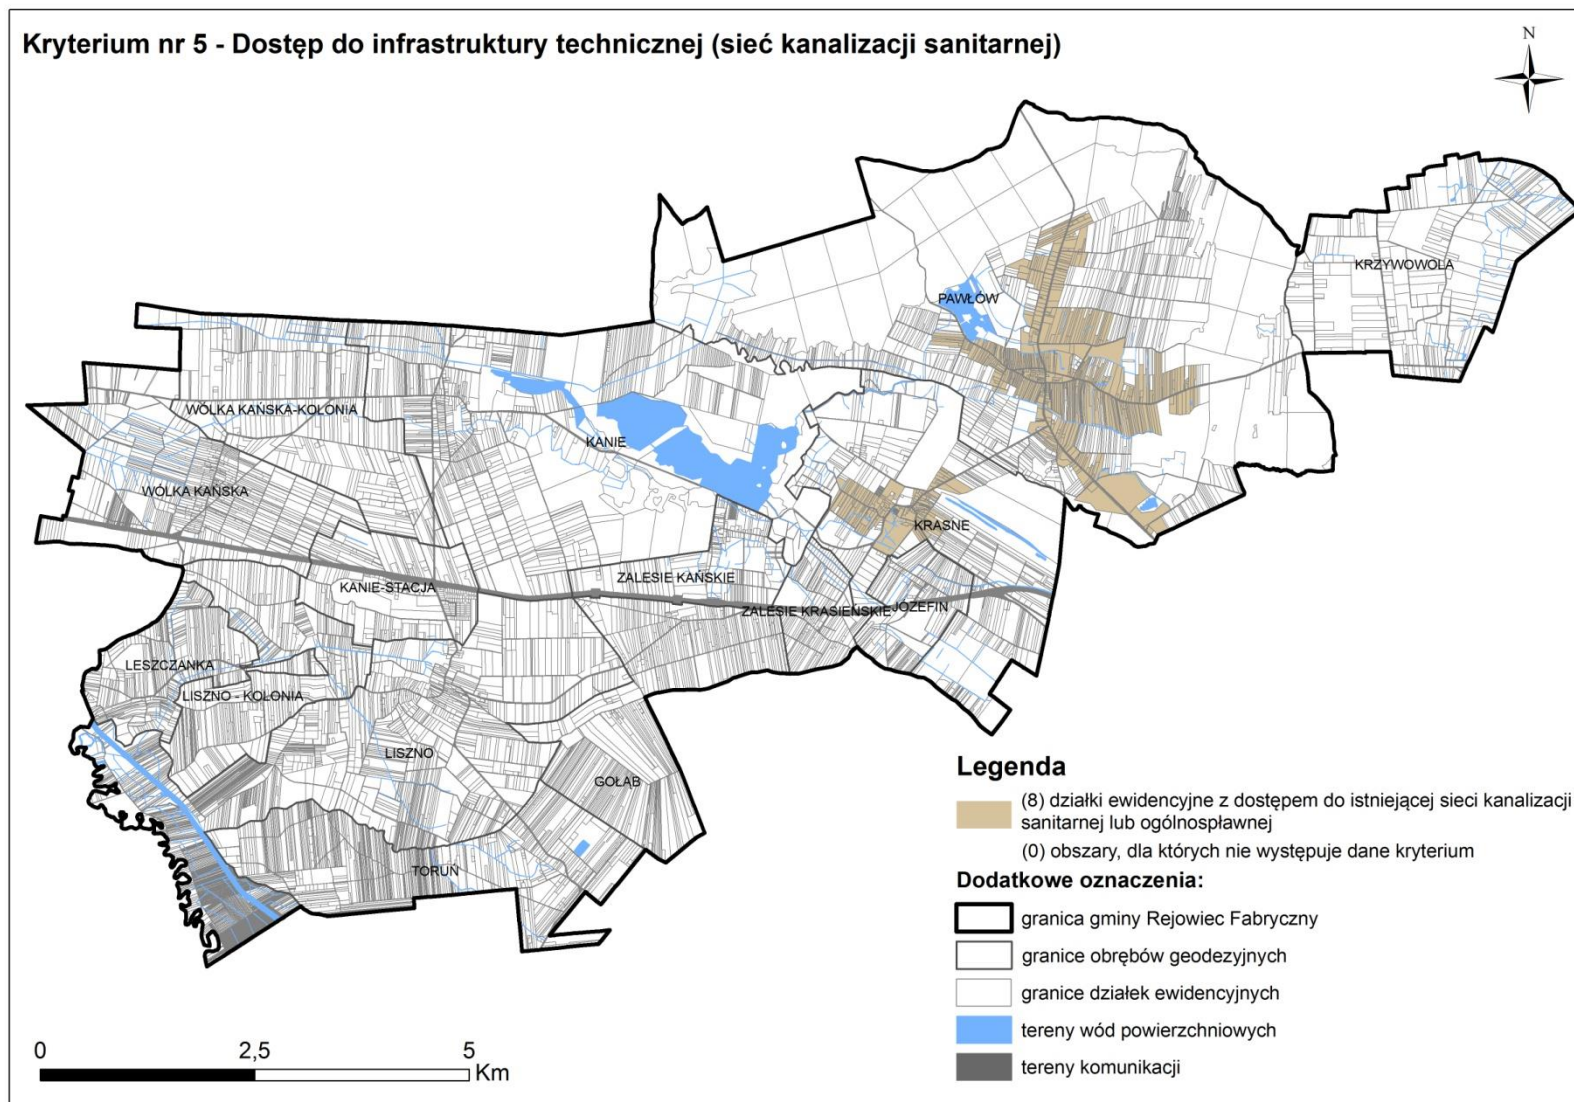 Kryterium nr 5 - Dostęp do infrastruktury technicznej (sieć kanalizacji sanitarnej)
N
KRZYWOWOLA
PAWŁÓW
WÓLKA KAŃSKA-KOLONIA
KANIE
WÓLKA KAŃSKA
KRASNE
ZALESIE KAŃSKIE
KANIE-STACJA
ZALESIE KRASIEŃSKIE
JÓZEFIN
LESZCZANKA
LISZNO - KOLONIA
LISZNO
GOŁĄB
TORUŃ
Legenda
(8) działki ewidencyjne z dostępem do istniejącej sieci kanalizacji
sanitarnej lub ogólnospławnej
(0) obszary, dla których nie występuje dane kryterium
Dodatkowe oznaczenia:
granica gminy Rejowiec Fabryczny
granice obrębów geodezyjnych
granice działek ewidencyjnych
tereny wód powierzchniowych
tereny komunikacji
0 2,5 5
Km